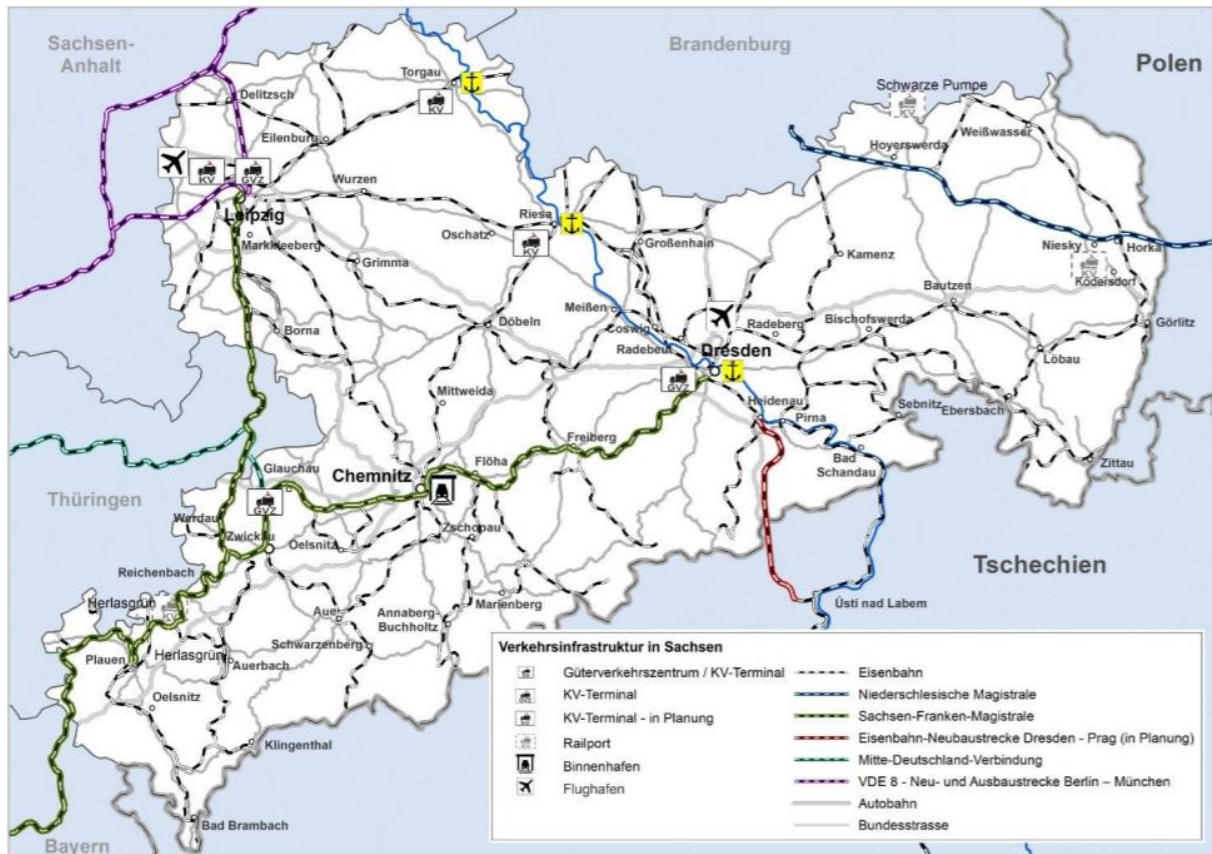 Sachsen-
Anhalt
Brandenburg
Polen
Torgau
KV
Delitzsch
Schwarze Pumpe
KV
Weißwasser
Eilenburg
Hoyerswerda
KV
GVZ
Wurzen
Leipzig
Riesa
Markkleeberg
Oschatz
KV
Großenhain
Niesky
Horka
Grimma
Kamenz
KV
Kodersdorf
Bautzen
Meißen
Görlitz
Borna
Döbeln
Coswig
Radeberg
Bischofswerda
Radebeul
Dresden
Löbau
GVZ
Mittweida
Heidenau
Sebnitz
Ebersbach
Pirna
Freiberg
Bad
Schandau
Zittau
Flöha
Chemnitz
Glauchau
Thüringen
GVZ
Werdau
Zschopau
Zwickau
Oelsnitz
Tschechien
Reichenbach
Ústí nad Labem
Herlasgrün
KV
Marienberg
Aue
Annaberg-
Buchholtz
Schwarzenberg
Herlasgrün
Plauen
Auerbach
Oelsnitz
Klingenthal
Bad Brambach
Bayern
Verkehrsinfrastruktur in Sachsen
Güterverkehrszentrum / KV-Terminal
KV-Terminal
KV-Terminal - in Planung
Railport
Binnenhafen
Flughafen
Eisenbahn
Niederschlesische Magistrale
Sachsen-Franken-Magistrale
Eisenbahn-Neubaustrecke Dresden - Prag (in Planung)
Mitte-Deutschland-Verbindung
VDE 8 - Neu- und Ausbaustrecke Berlin – München
Autobahn
Bundesstrasse